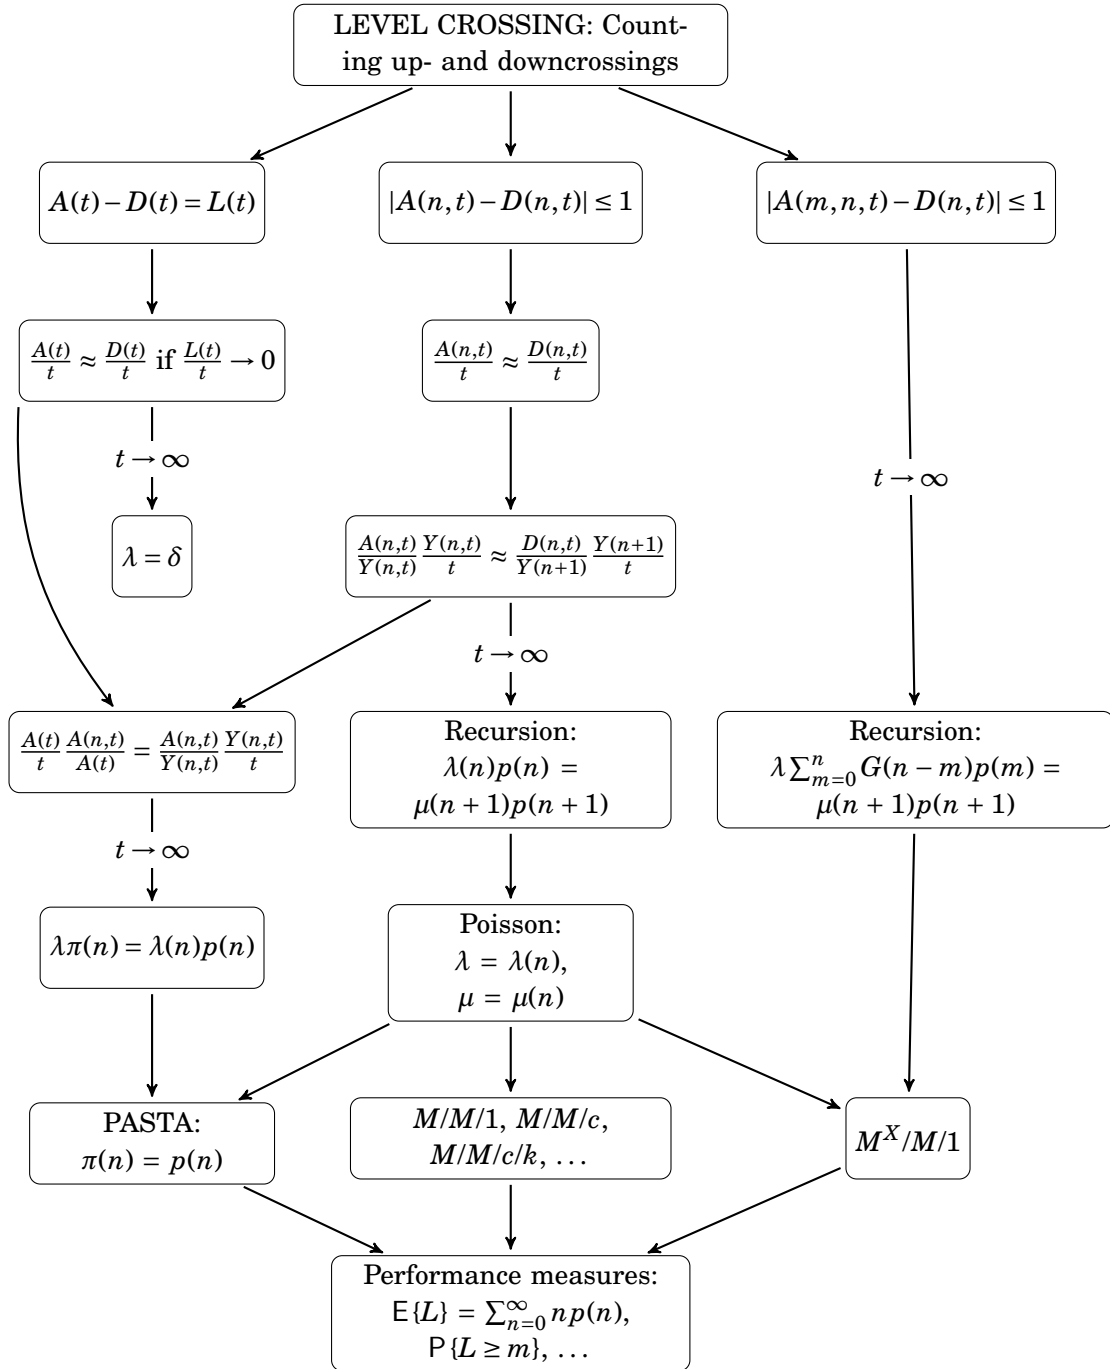 LEVEL CROSSING: Count-
ing up- and downcrossings
A(t) − D(t) = L(t)
|A(n,t) − D(n,t)| ≤ 1
|A(m,n,t) − D(n,t)| ≤ 1
A(t)/t ≈ D(t)/t if L(t)/t → 0
A(n,t)/t ≈ D(n,t)/t
t → ∞
t → ∞
λ = δ
A(n,t)/Y(n,t) Y(n,t)/t ≈ D(n,t)/Y(n+1) Y(n+1)/t
t → ∞
A(t)/t A(n,t)/A(t) = A(n,t)/Y(n,t) Y(n,t)/t
Recursion:
λ(n)p(n) =
μ(n+1)p(n+1)
Recursion:
λ∑_{m=0}^{n} G(n−m)p(m) =
μ(n+1)p(n+1)
t → ∞
λπ(n) = λ(n)p(n)
Poisson:
λ = λ(n),
μ = μ(n)
PASTA:
π(n) = p(n)
M/M/1, M/M/c,
M/M/c/k, …
M^X/M/1
Performance measures:
E{L} = ∑_{n=0}^{∞} np(n),
P{L ≥ m}, …